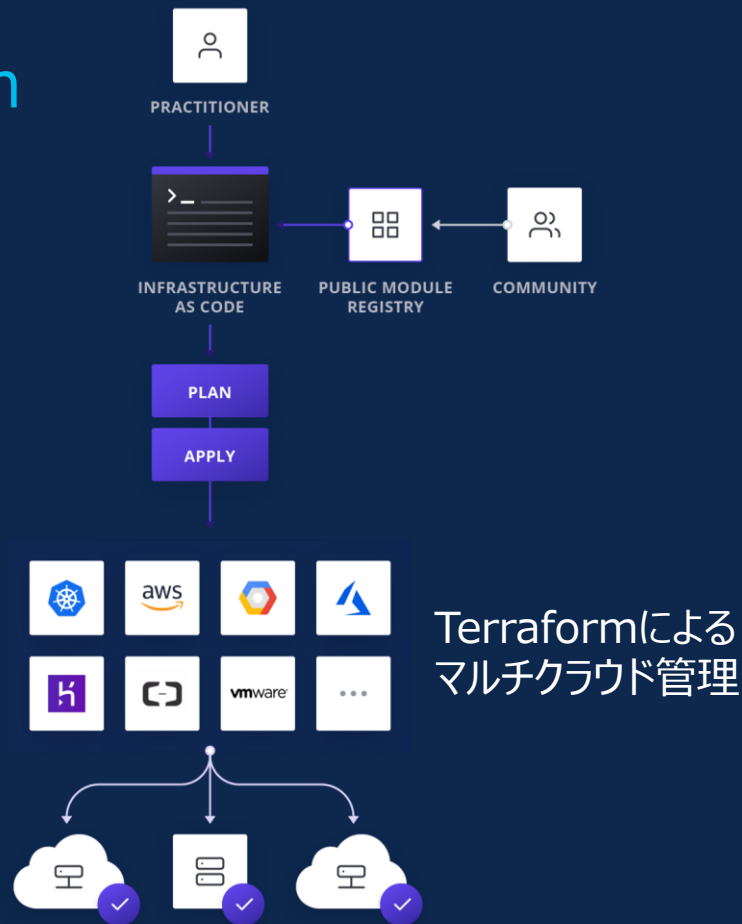 PRACTITIONER
INFRASTRUCTURE
AS CODE
PUBLIC MODULE
REGISTRY
COMMUNITY
PLAN
APPLY
aws
vmware
Terraformによる
マルチクラウド管理